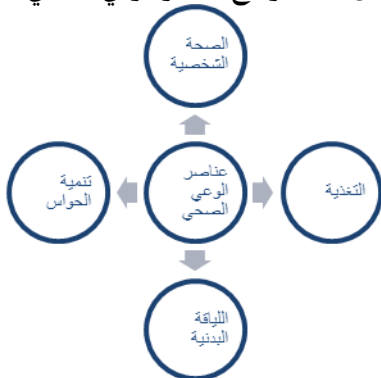 الصحة
الشخصية
عناصر
الوعي
الصحي
التغذية
تنمية
الحواس
اللياقة
البدنية